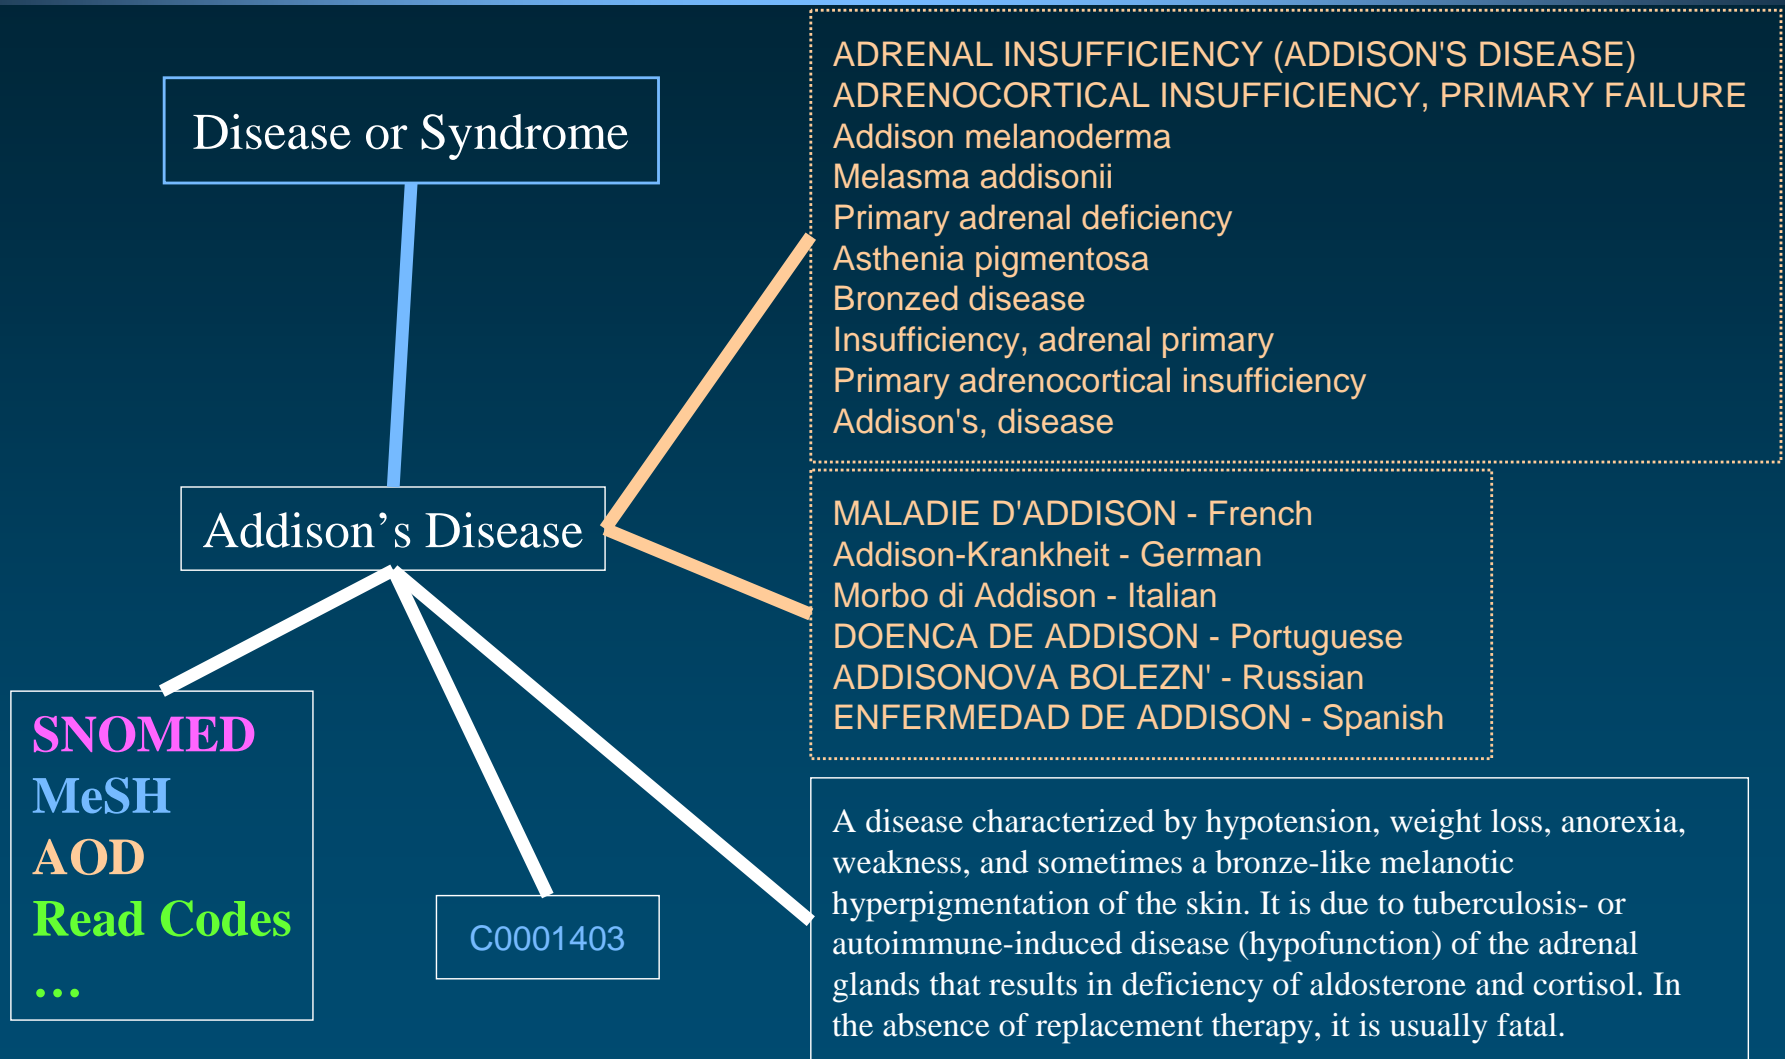 Disease or Syndrome
Addison’s Disease
SNOMED
MeSH
AOD
Read Codes
…
C0001403
ADRENAL INSUFFICIENCY (ADDISON'S DISEASE)
ADRENOCORTICAL INSUFFICIENCY, PRIMARY FAILURE
Addison melanoderma
Melasma addisonii
Primary adrenal deficiency
Asthenia pigmentosa
Bronzed disease
Insufficiency, adrenal primary
Primary adrenocortical insufficiency
Addison's, disease
MALADIE D'ADDISON - French
Addison-Krankheit - German
Morbo di Addison - Italian
DOENCA DE ADDISON - Portuguese
ADDISONOVA BOLEZN' - Russian
ENFERMEDAD DE ADDISON - Spanish
A disease characterized by hypotension, weight loss, anorexia,
weakness, and sometimes a bronze-like melanotic
hyperpigmentation of the skin. It is due to tuberculosis- or
autoimmune-induced disease (hypofunction) of the adrenal
glands that results in deficiency of aldosterone and cortisol. In
the absence of replacement therapy, it is usually fatal.